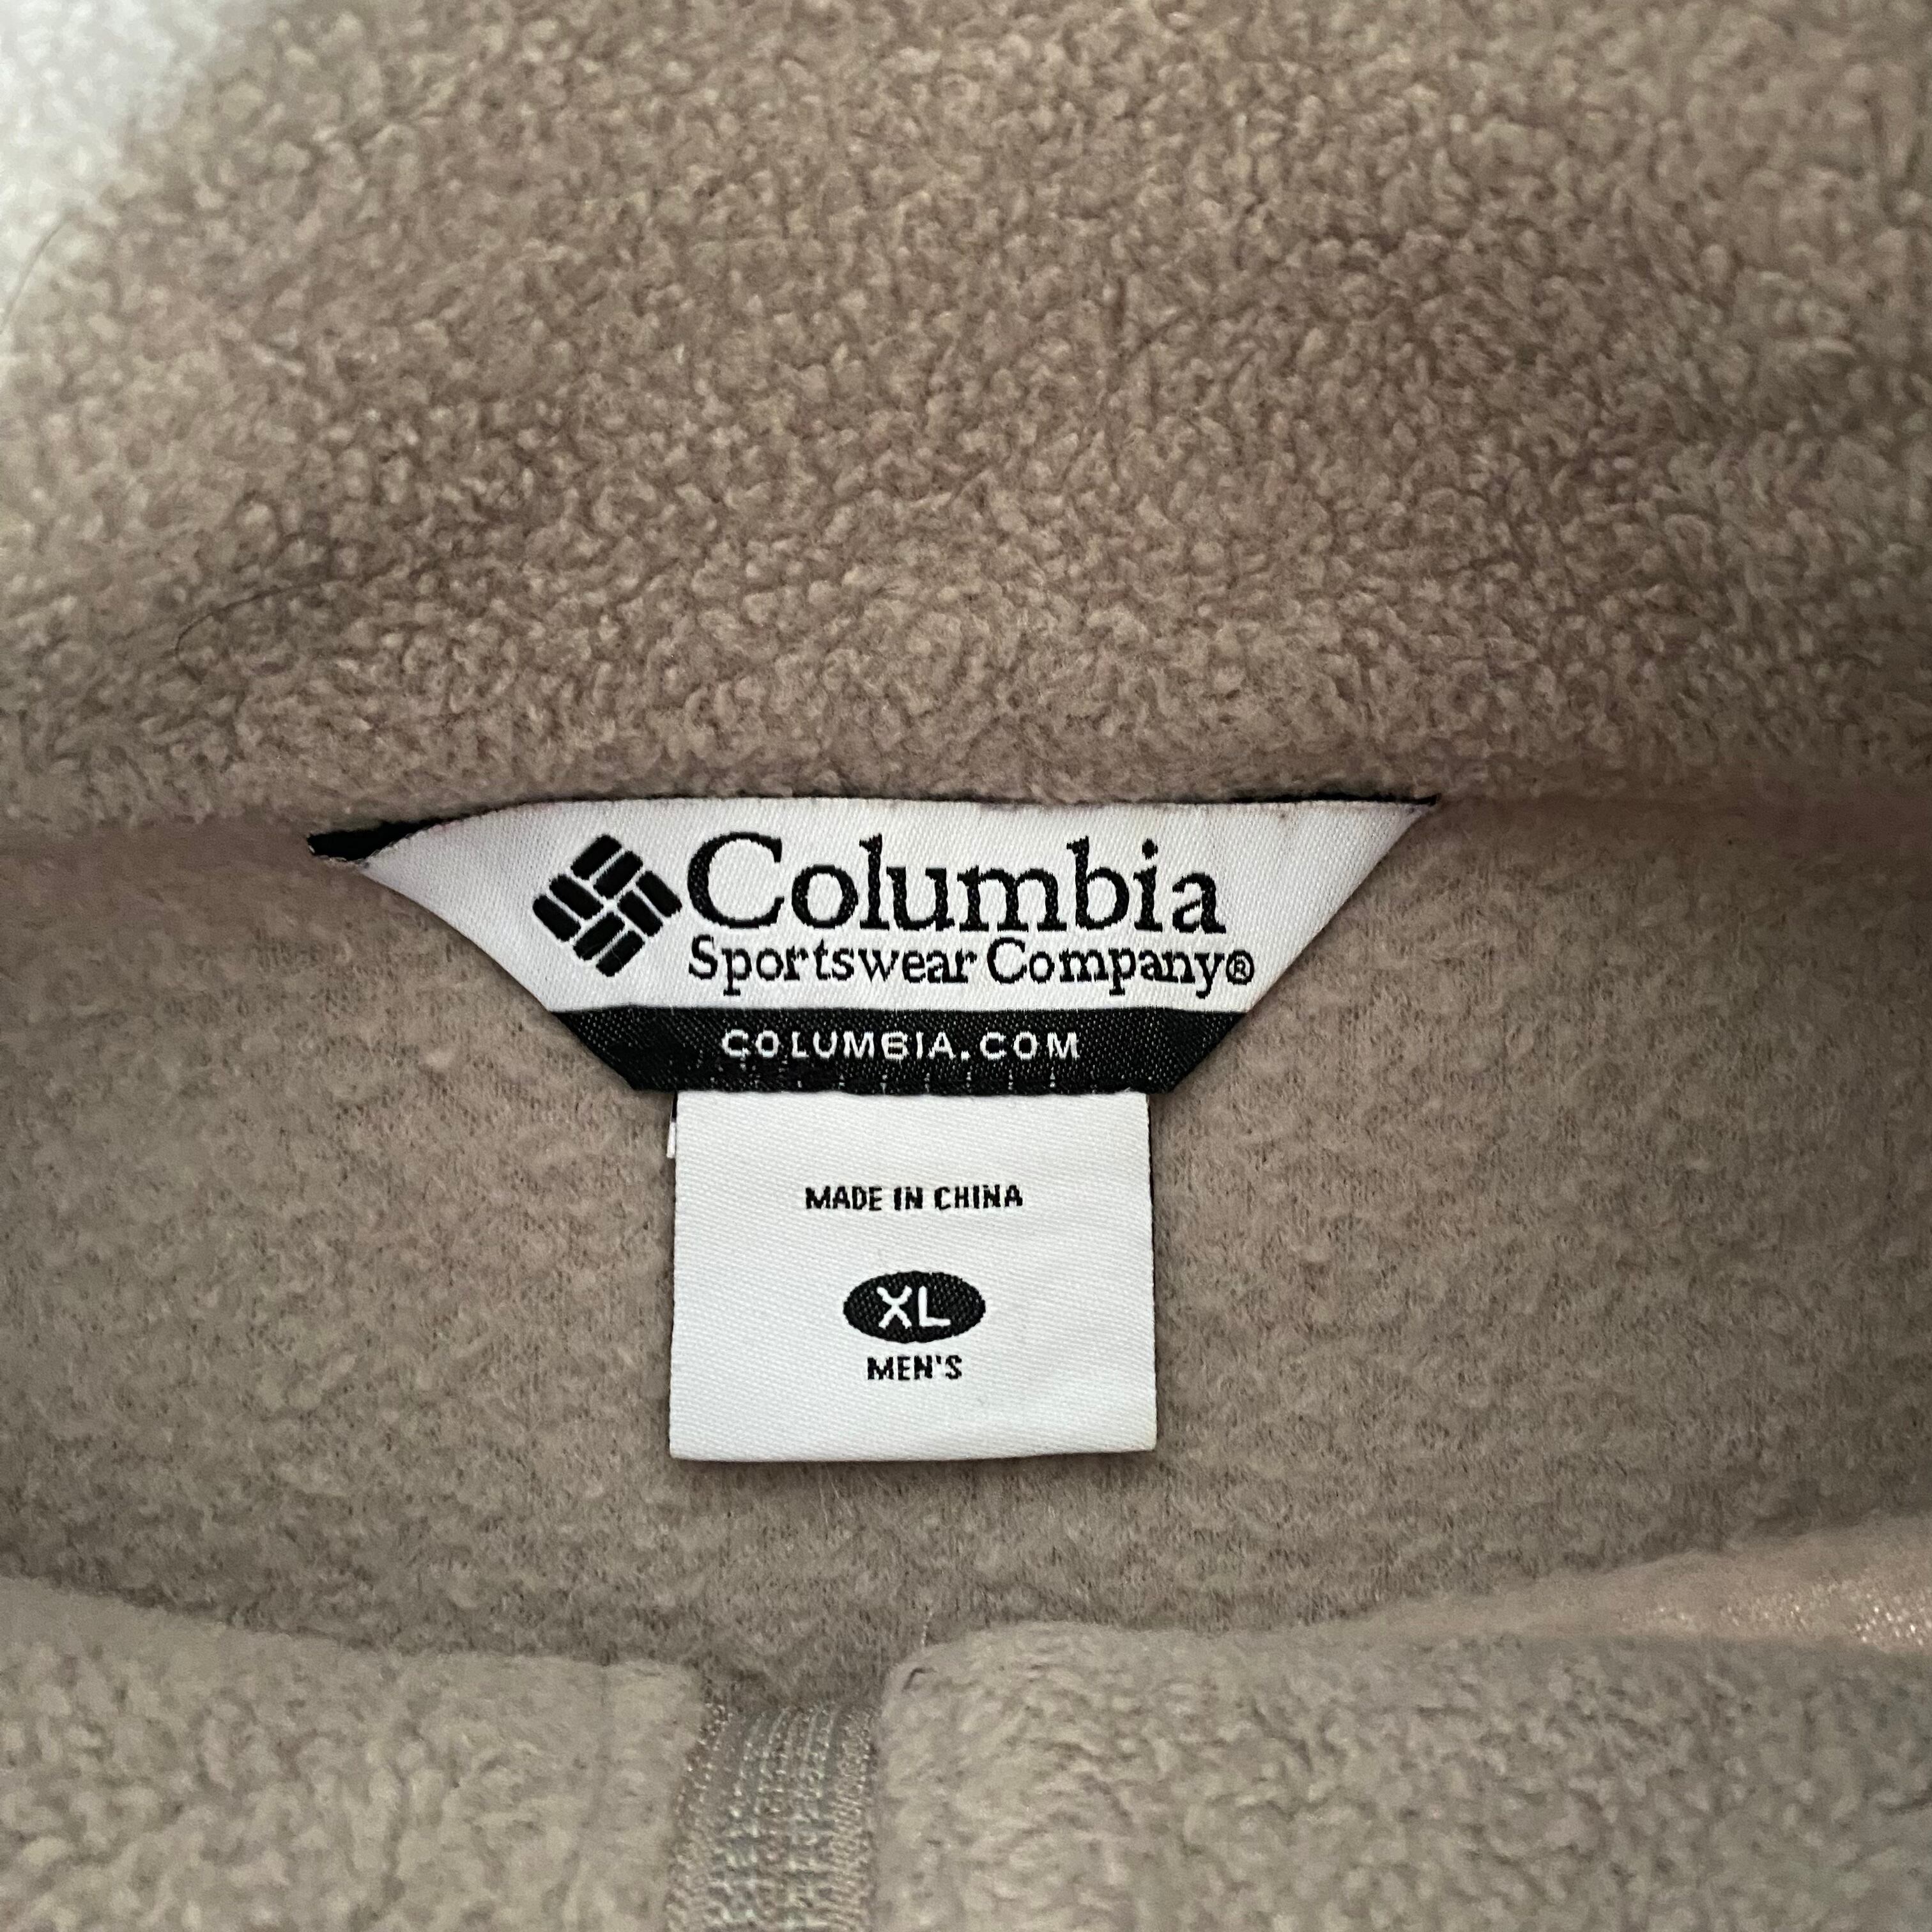 Columbia
Sportswear Company®
COLUMBIA.COM
MADE IN CHINA
XL
MEN'S